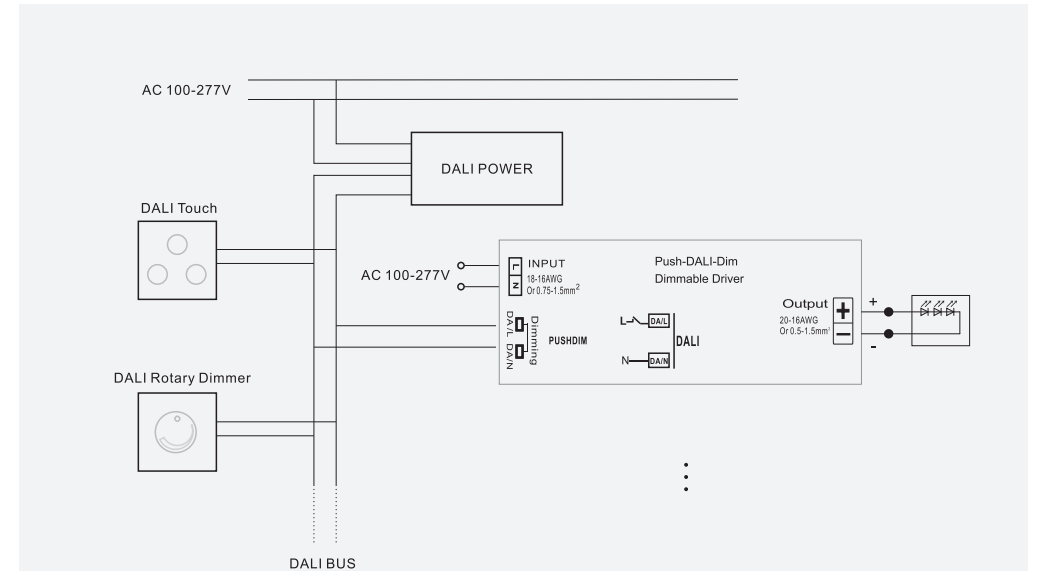 AC 100-277V
DALI POWER
DALI Touch
AC 100-277V
L
N
INPUT
18-16AWG
Or 0.75-1.5mm²
Push-DALI-Dim
Dimmable Driver
Output
20-16AWG
Or 0.5-1.5mm²
+
-
+
-
DA/L DA/N
Dimming
PUSHDIM
L
DA/L
DALI
N
DA/N
DALI Rotary Dimmer
DALI BUS